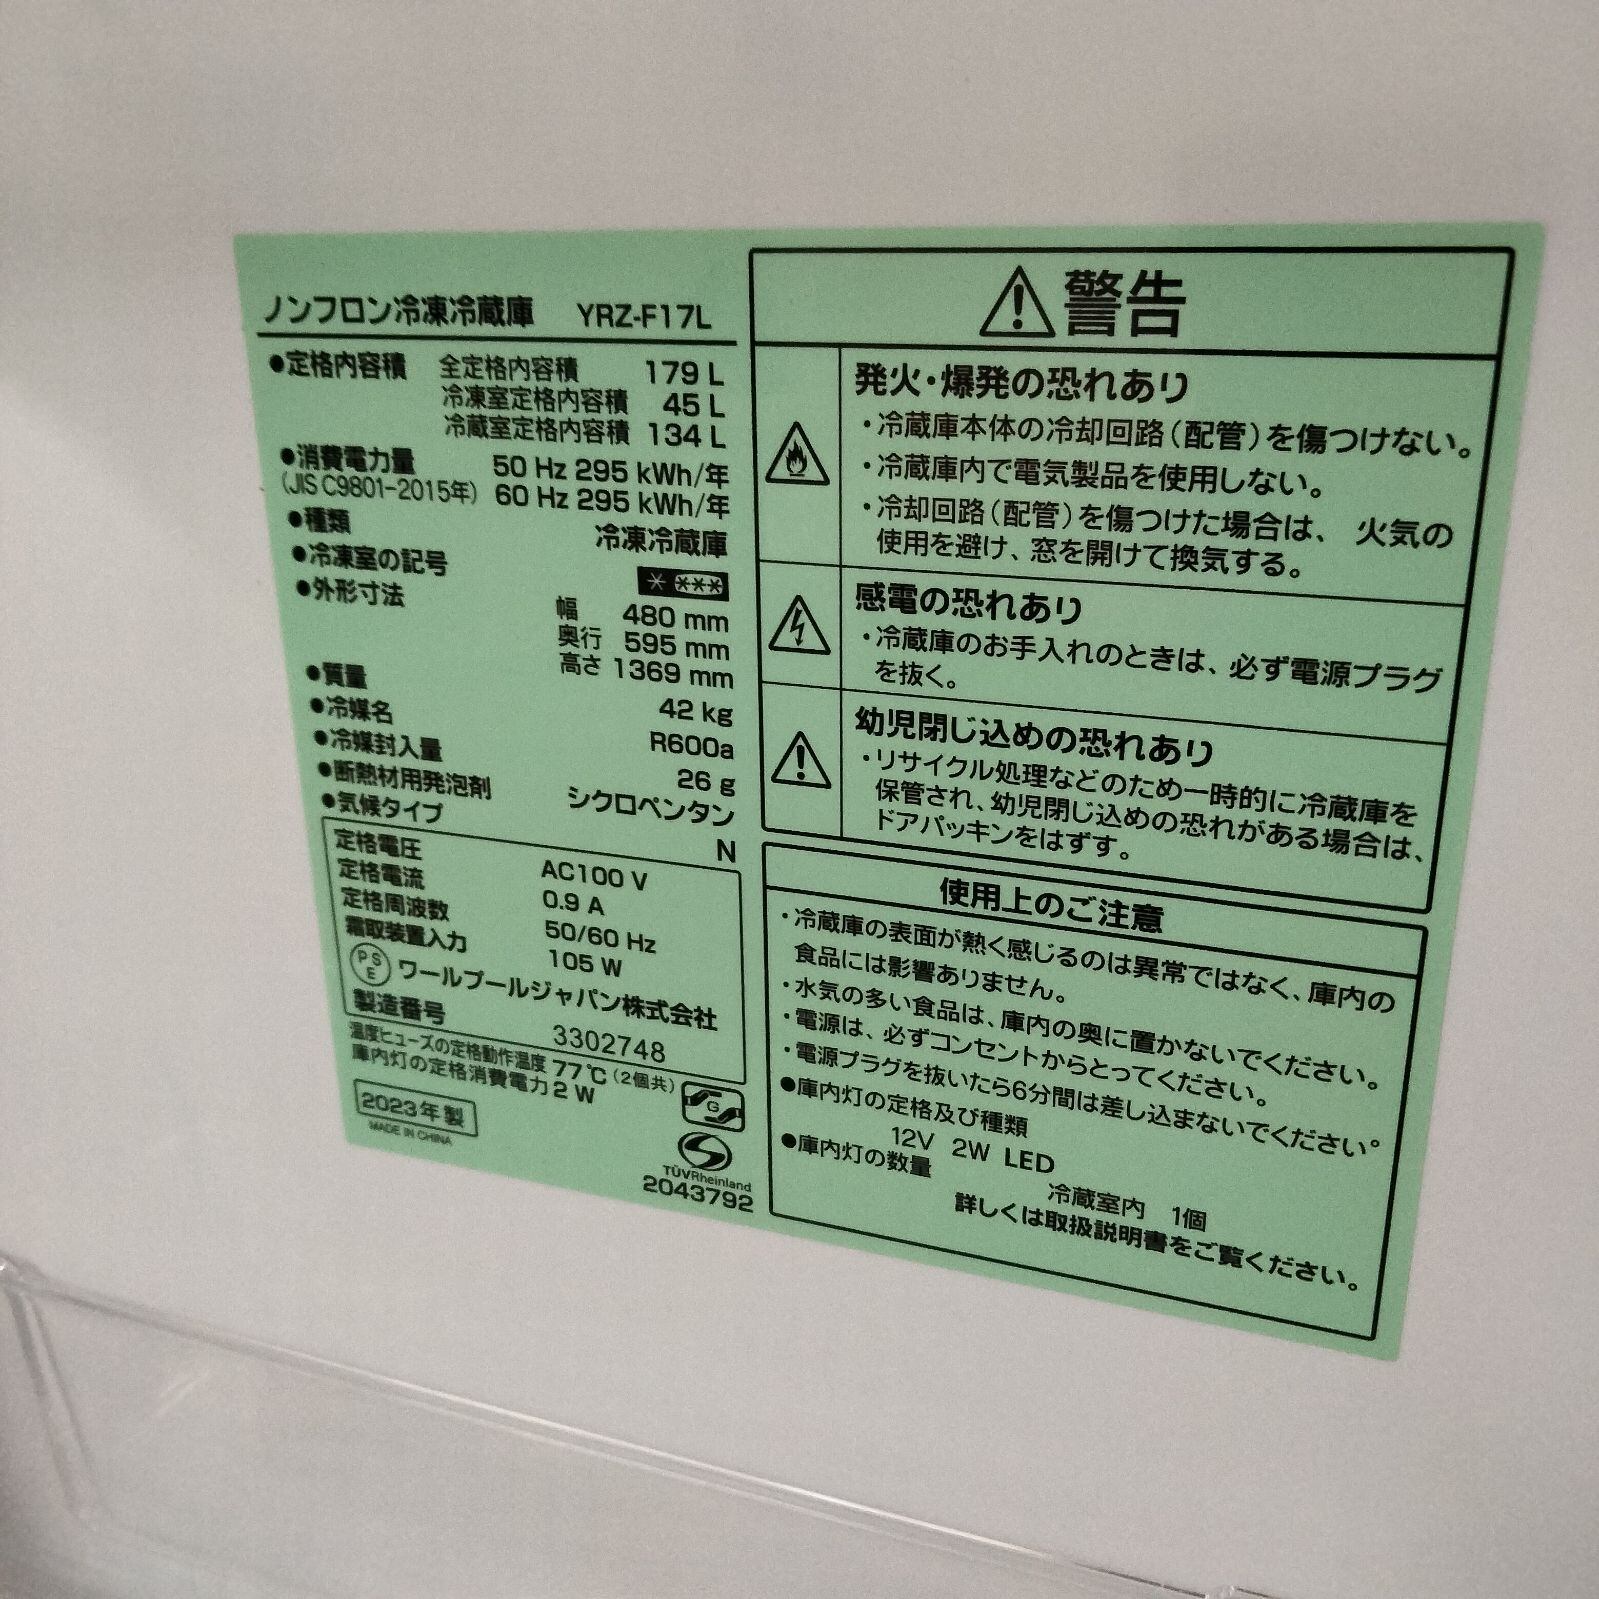 ノンフロン冷凍冷蔵庫 YRZ-F17L
●定格内容積 全定格内容積 179 L
冷凍室定格内容積 45 L
冷蔵室定格内容積 134 L
●消費電力量 50 Hz 295 kWh/年
(JIS C9801-2015年) 60 Hz 295 kWh/年
●種類 冷凍冷蔵庫
●冷凍室の記号 * ***
●外形寸法 幅 480 mm
奥行 595 mm
高さ 1369 mm
●質量 42 kg
●冷媒名 R600a
●冷媒封入量 26 g
●断熱材用発泡剤 シクロペンタン
●気候タイプ N
定格電圧 AC100 V
定格電流 0.9 A
定格周波数 50/60 Hz
霜取装置入力 105 W
PSE ワールプールジャパン株式会社
製造番号 3302748
温度ヒューズの定格動作温度 77℃ (2個共)
庫内灯の定格消費電力 2 W
2023年 製
MADE IN CHINA
G
TÜVRheinland
2043792
警告
発火・爆発の恐れあり
・冷蔵庫本体の冷却回路(配管)を傷つけない。
・冷蔵庫内で電気製品を使用しない。
・冷却回路(配管)を傷つけた場合は、 火気の
使用を避け、窓を開けて換気する。
感電の恐れあり
・冷蔵庫のお手入れのときは、必ず電源プラグ
を抜く。
幼児閉じ込めの恐れあり
・リサイクル処理などのため一時的に冷蔵庫を
保管され、幼児閉じ込めの恐れがある場合は、
ドアパッキンをはずす。
使用上のご注意
・冷蔵庫の表面が熱く感じるのは異常ではなく、庫内の
食品には影響ありません。
・水気の多い食品は、庫内の奥に置かないでください。
・電源は、必ずコンセントからとってください。
・電源プラグを抜いたら6分間は差し込まないでください。
●庫内灯の定格及び種類
12V 2W LED
●庫内灯の数量
冷蔵室内 1個
詳しくは取扱説明書をご覧ください。